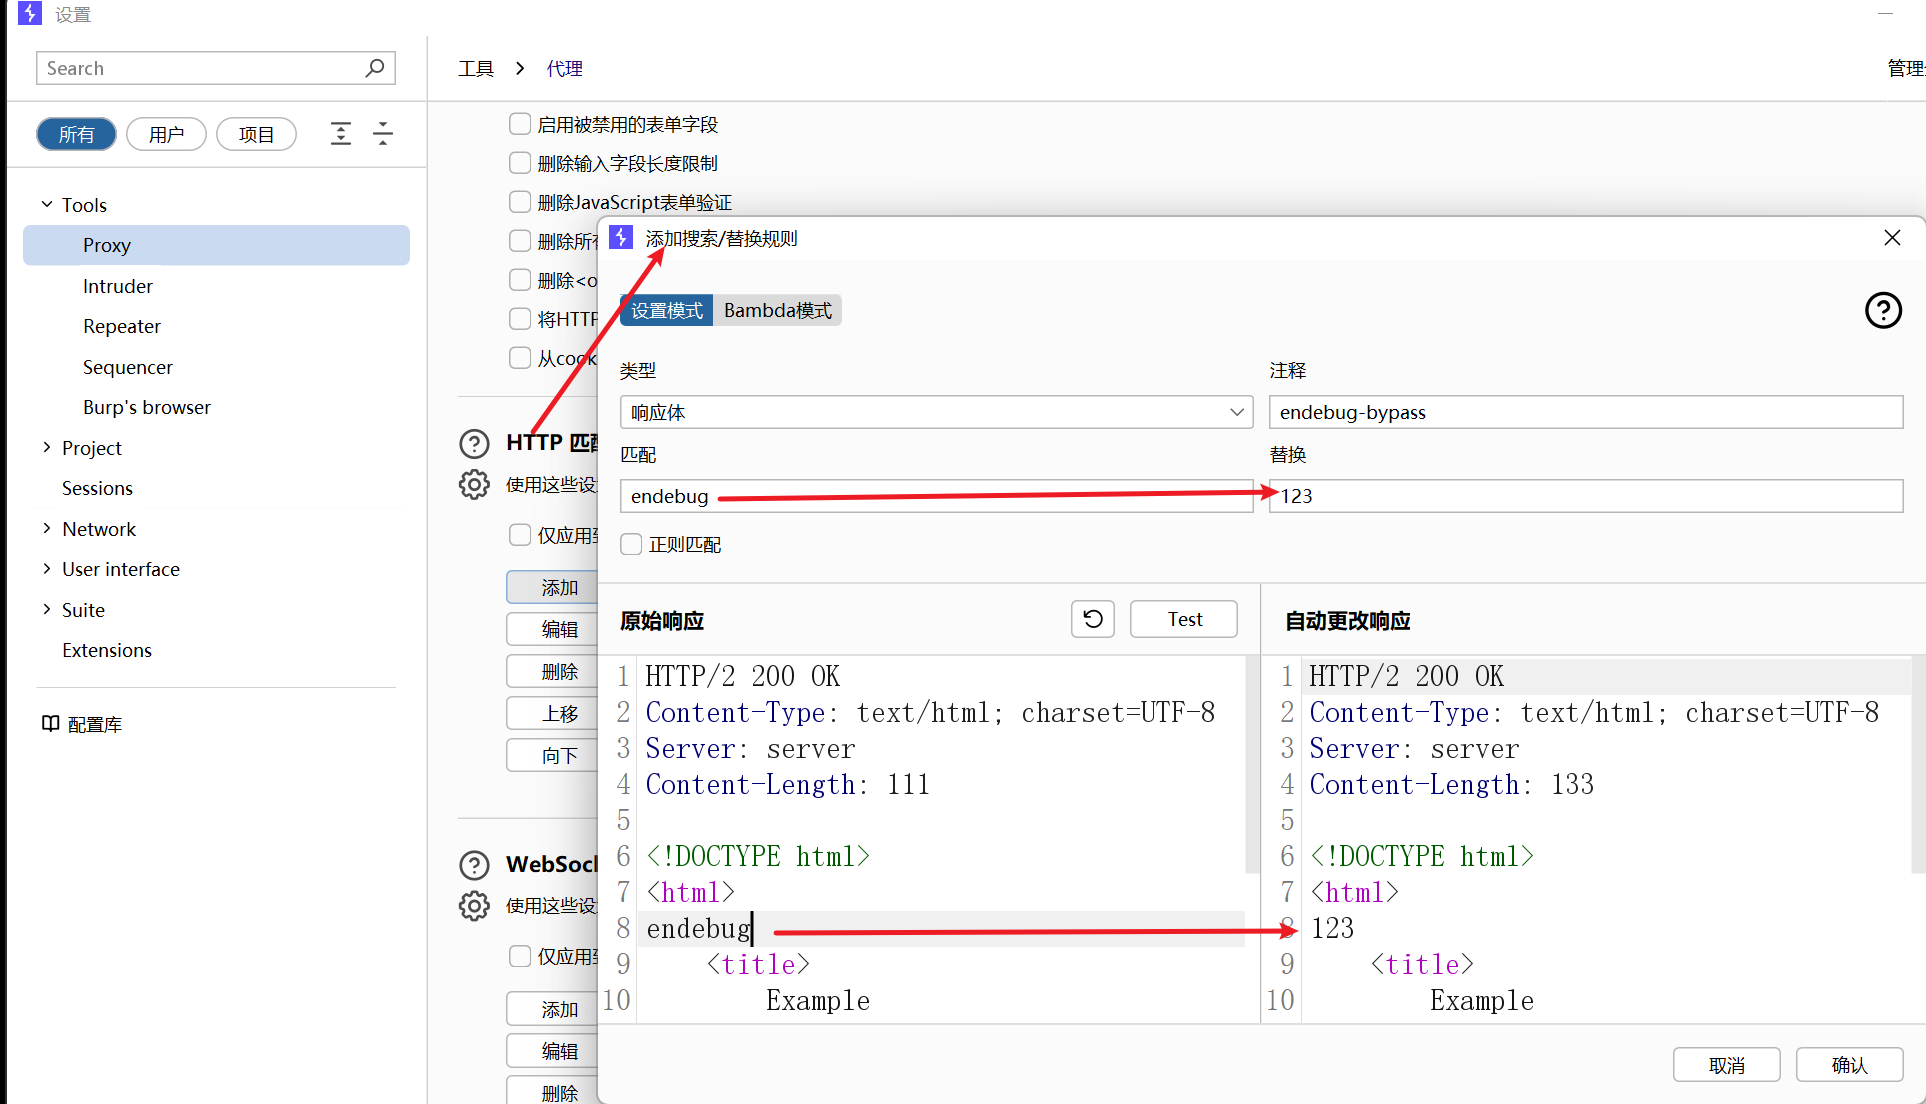 设置
Search
工具 > 代理
管理
所有 用户 项目
Tools
Proxy
Intruder
Repeater
Sequencer
Burp's browser
Project
Sessions
Network
User interface
Suite
Extensions
配置库
启用被禁用的表单字段
删除输入字段长度限制
删除JavaScript表单验证
删除所
删除<o
将HTTP
从cook
HTTP 匹
使用这些设
仅应用
添加
编辑
删除
上移
向下
WebSoc
使用这些设
仅应用
添加
编辑
删除
添加搜索/替换规则
设置模式 Bambda模式
类型
响应体
注释
endebug-bypass
匹配
endebug
替换
123
正则匹配
原始响应
Test
1 HTTP/2 200 OK
2 Content-Type: text/html; charset=UTF-8
3 Server: server
4 Content-Length: 111
5
6 <!DOCTYPE html>
7 <html>
8 endebug
9 <title>
10 Example
自动更改响应
1 HTTP/2 200 OK
2 Content-Type: text/html; charset=UTF-8
3 Server: server
4 Content-Length: 133
5
6 <!DOCTYPE html>
7 <html>
8 123
9 <title>
10 Example
取消 确认